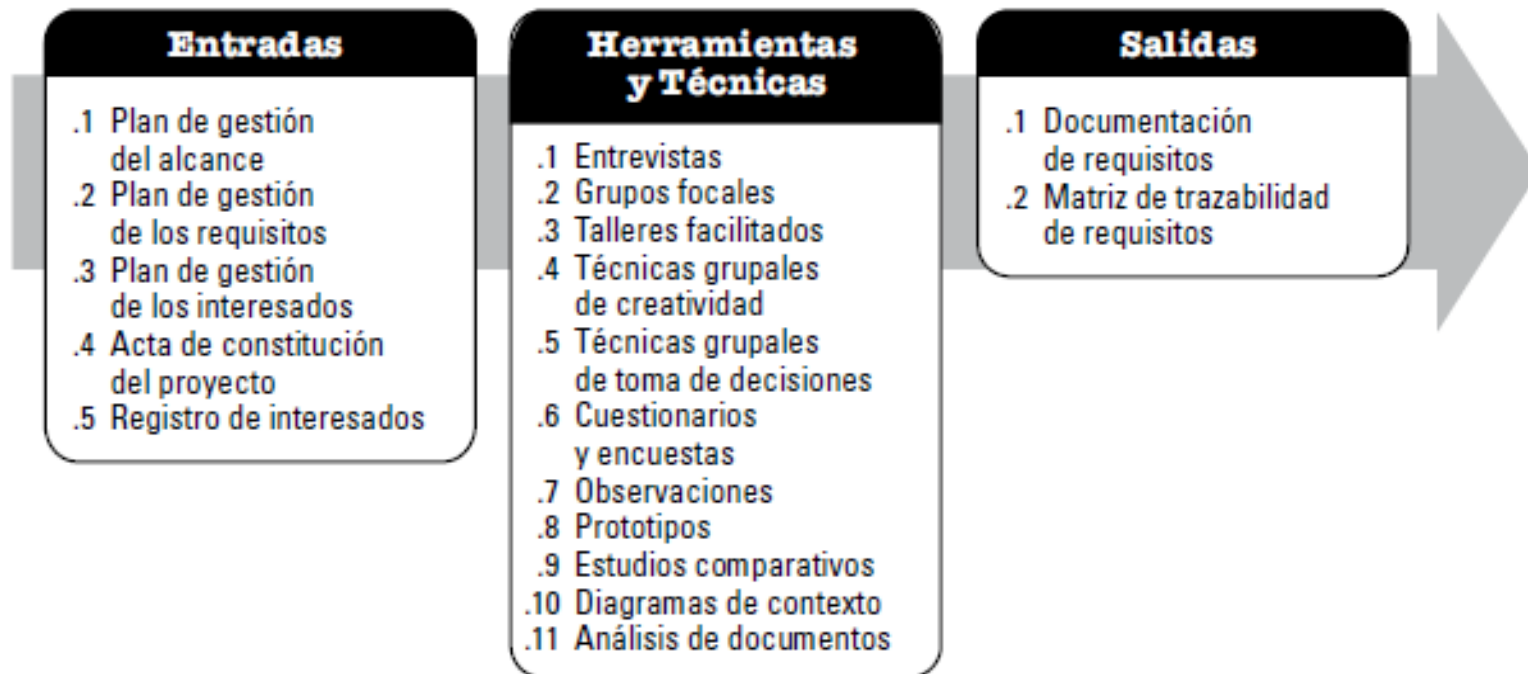 Entradas
.1 Plan de gestión
del alcance
.2 Plan de gestión
de los requisitos
.3 Plan de gestión
de los interesados
.4 Acta de constitución
del proyecto
.5 Registro de interesados
Herramientas
y Técnicas
.1 Entrevistas
.2 Grupos focales
.3 Talleres facilitados
.4 Técnicas grupales
de creatividad
.5 Técnicas grupales
de toma de decisiones
.6 Cuestionarios
y encuestas
.7 Observaciones
.8 Prototipos
.9 Estudios comparativos
.10 Diagramas de contexto
.11 Análisis de documentos
Salidas
.1 Documentación
de requisitos
.2 Matriz de trazabilidad
de requisitos